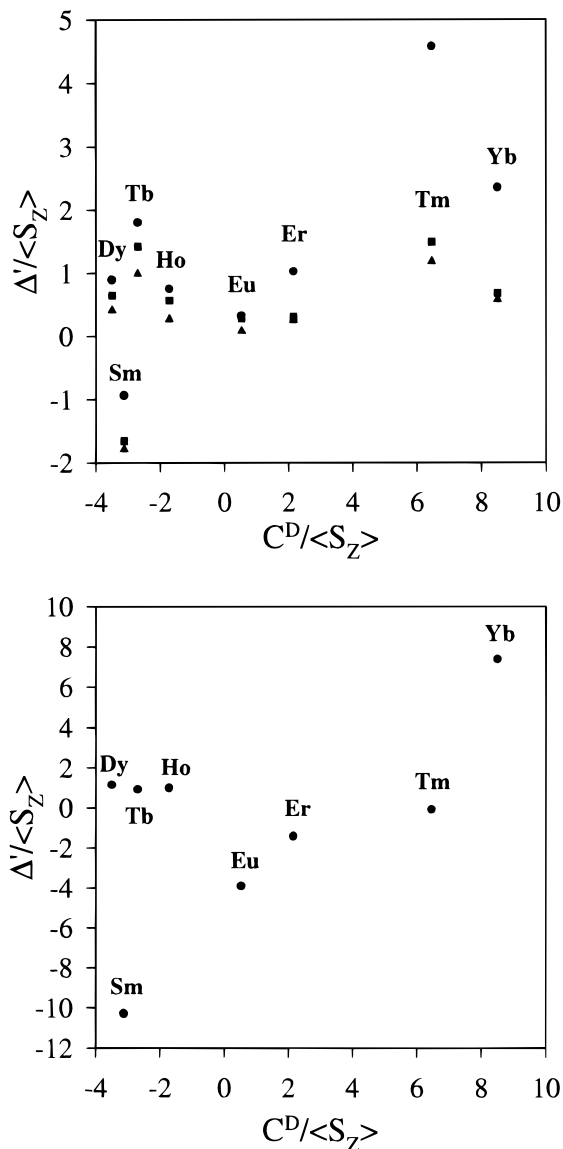 5
4
3
2
1
0
-1
-2
Δ'/<S_Z>
Yb
Tb
Tm
Er
Dy
Ho
Eu
Sm
-4 -2 0 2 4 6 8 10
C^D/<S_Z>
10
8
6
4
2
0
-2
-4
-6
-8
-10
-12
Δ'/<S_Z>
Yb
Dy
Ho
Tm
Tb
Er
Eu
Sm
-4 -2 0 2 4 6 8 10
C^D/<S_Z>